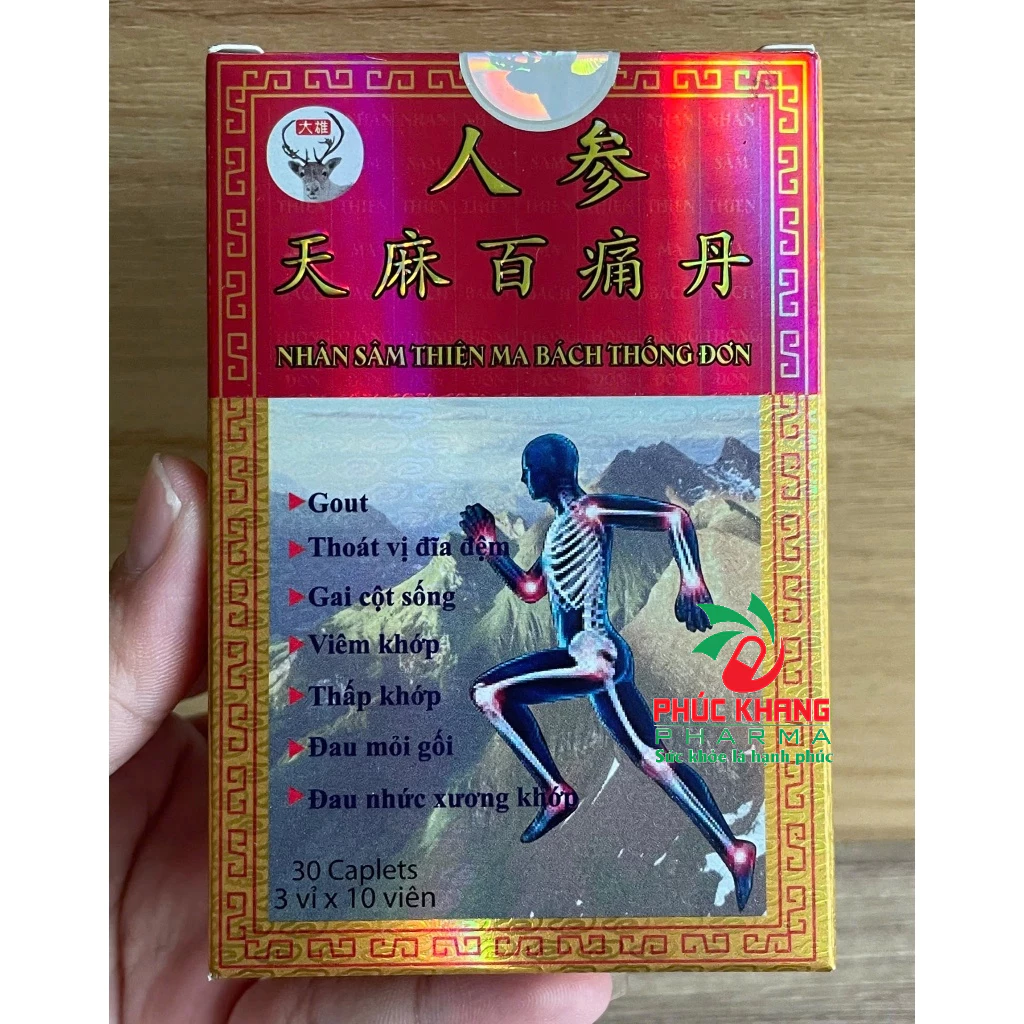 大雄
人参
天麻百痛丹
NHÂN SÂM THIÊN MA BÁCH THỐNG ĐƠN
Gout
Thoát vị đĩa đệm
Gai cột sống
Viêm khớp
Thấp khớp
Đau mỏi gối
Đau nhức xương khớp
PHÚC KHANG
PHARMA
Sức khỏe là hạnh phúc
30 Caplets
3 vỉ x 10 viên